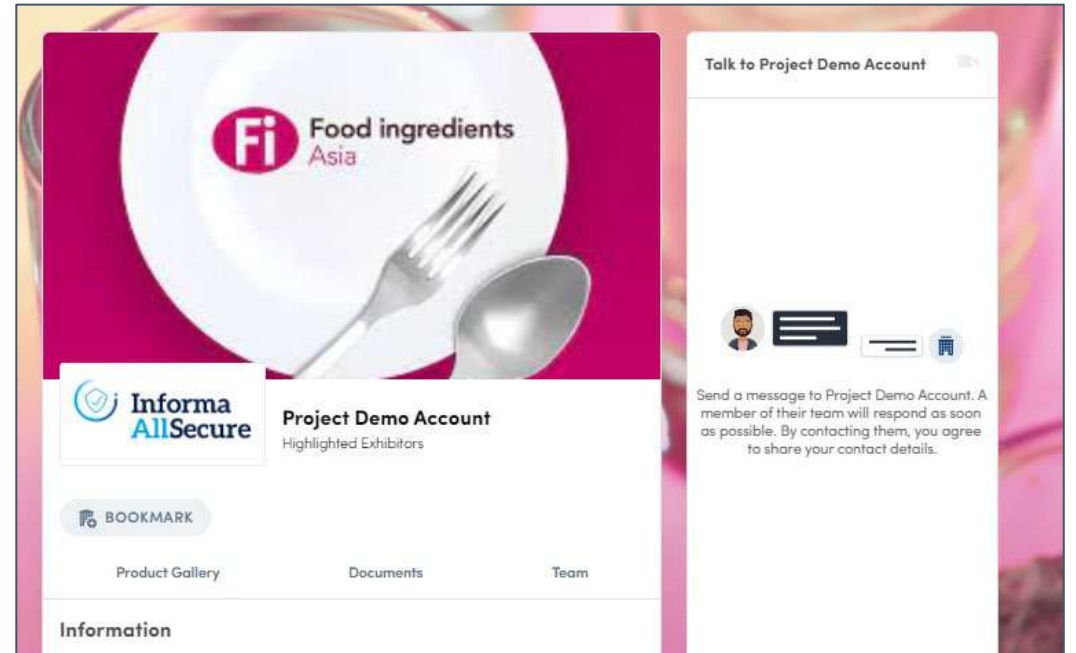 Fi Food ingredients
Asia
Informa
AllSecure
Project Demo Account
Highlighted Exhibitors
BOOKMARK
Product Gallery Documents Team
Information
Talk to Project Demo Account
Send a message to Project Demo Account. A
member of their team will respond as soon
as possible. By contacting them, you agree
to share your contact details.